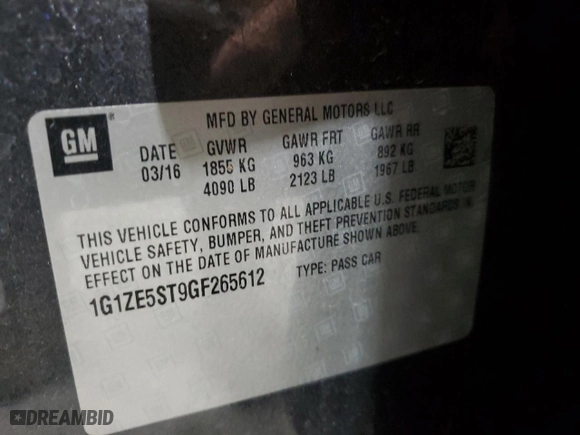 GM
MFD BY GENERAL MOTORS LLC
DATE GVWR GAWR FRT GAWR RR
03/16 1855 KG 963 KG 892 KG
4090 LB 2123 LB 1967 LB
THIS VEHICLE CONFORMS TO ALL APPLICABLE U.S. FEDERAL MOTOR
VEHICLE SAFETY, BUMPER, AND THEFT PREVENTION STANDARDS IN
EFFECT ON THE DATE OF MANUFACTURE SHOWN ABOVE.
1G1ZE5ST9GF265612 TYPE: PASS CAR
DREAMBID